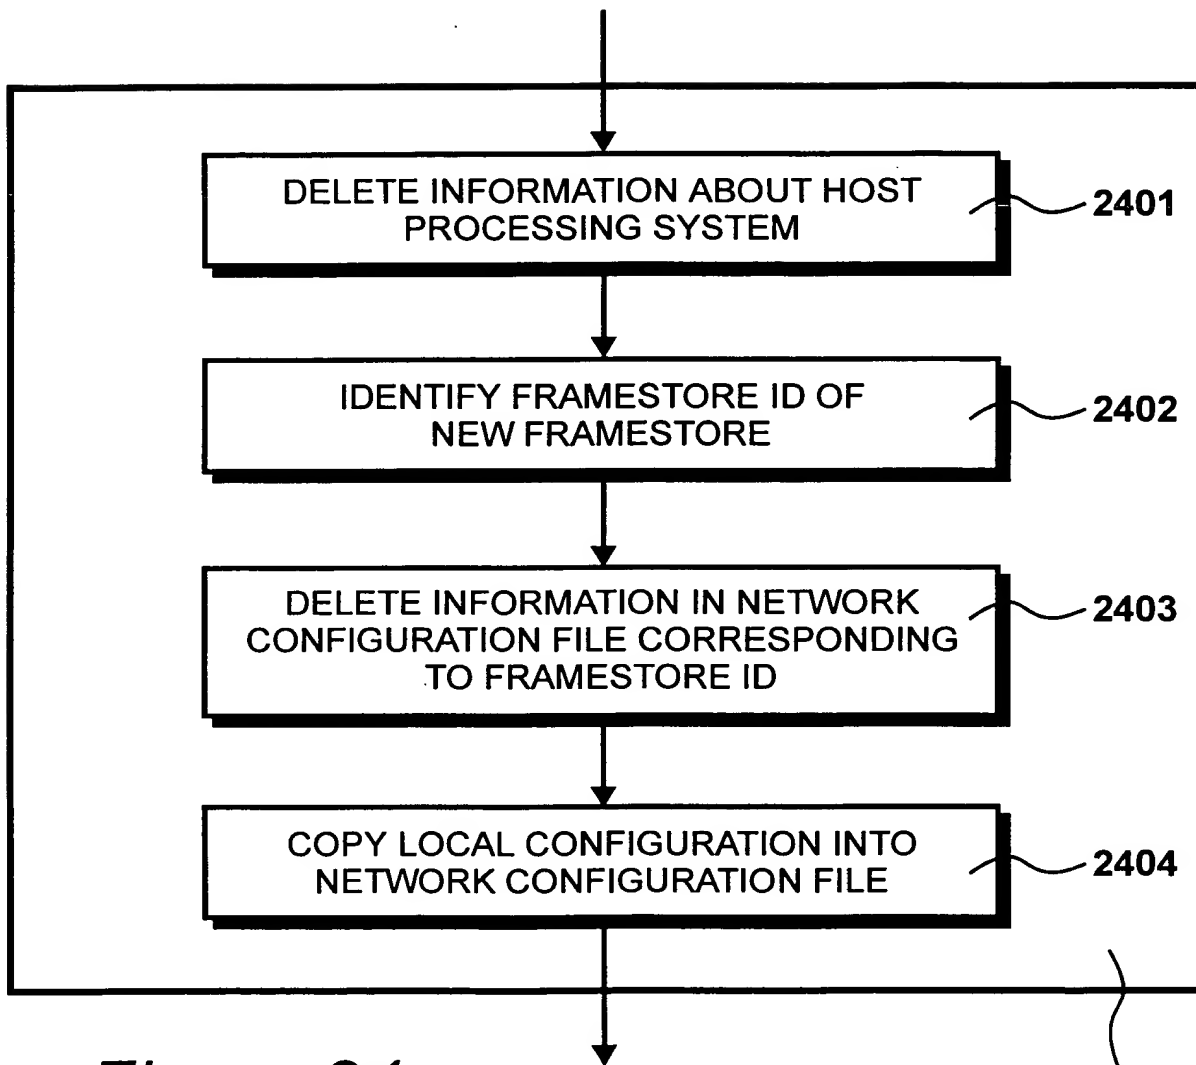 DELETE INFORMATION ABOUT HOST
PROCESSING SYSTEM
2401
IDENTIFY FRAMESTORE ID OF
NEW FRAMESTORE
2402
DELETE INFORMATION IN NETWORK
CONFIGURATION FILE CORRESPONDING
TO FRAMESTORE ID
2403
COPY LOCAL CONFIGURATION INTO
NETWORK CONFIGURATION FILE
2404